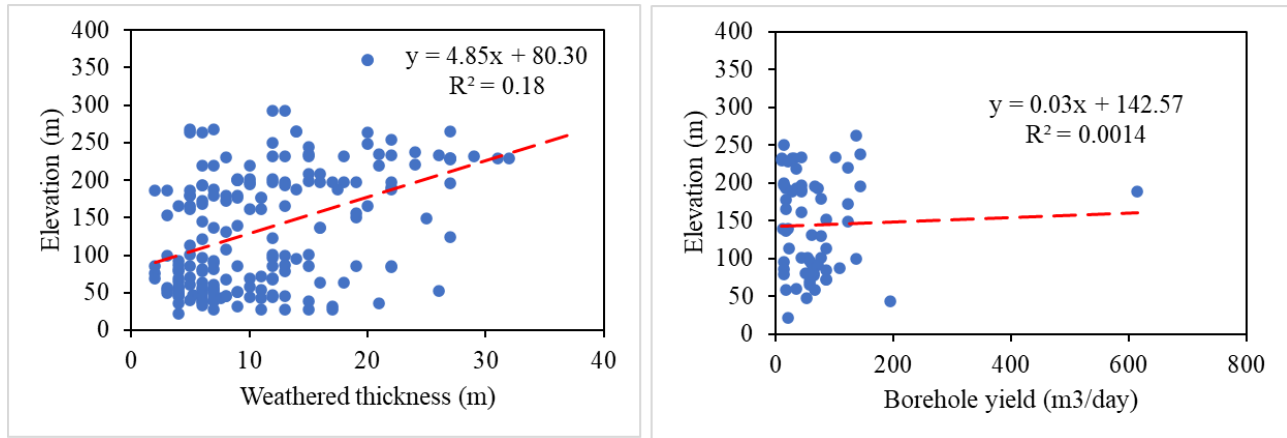 400
350
300
250
200
150
100
50
0
Elevation (m)
y = 4.85x + 80.30
R² = 0.18
0 10 20 30 40
Weathered thickness (m)
400
350
300
250
200
150
100
50
0
Elevation (m)
y = 0.03x + 142.57
R² = 0.0014
0 200 400 600 800
Borehole yield (m3/day)